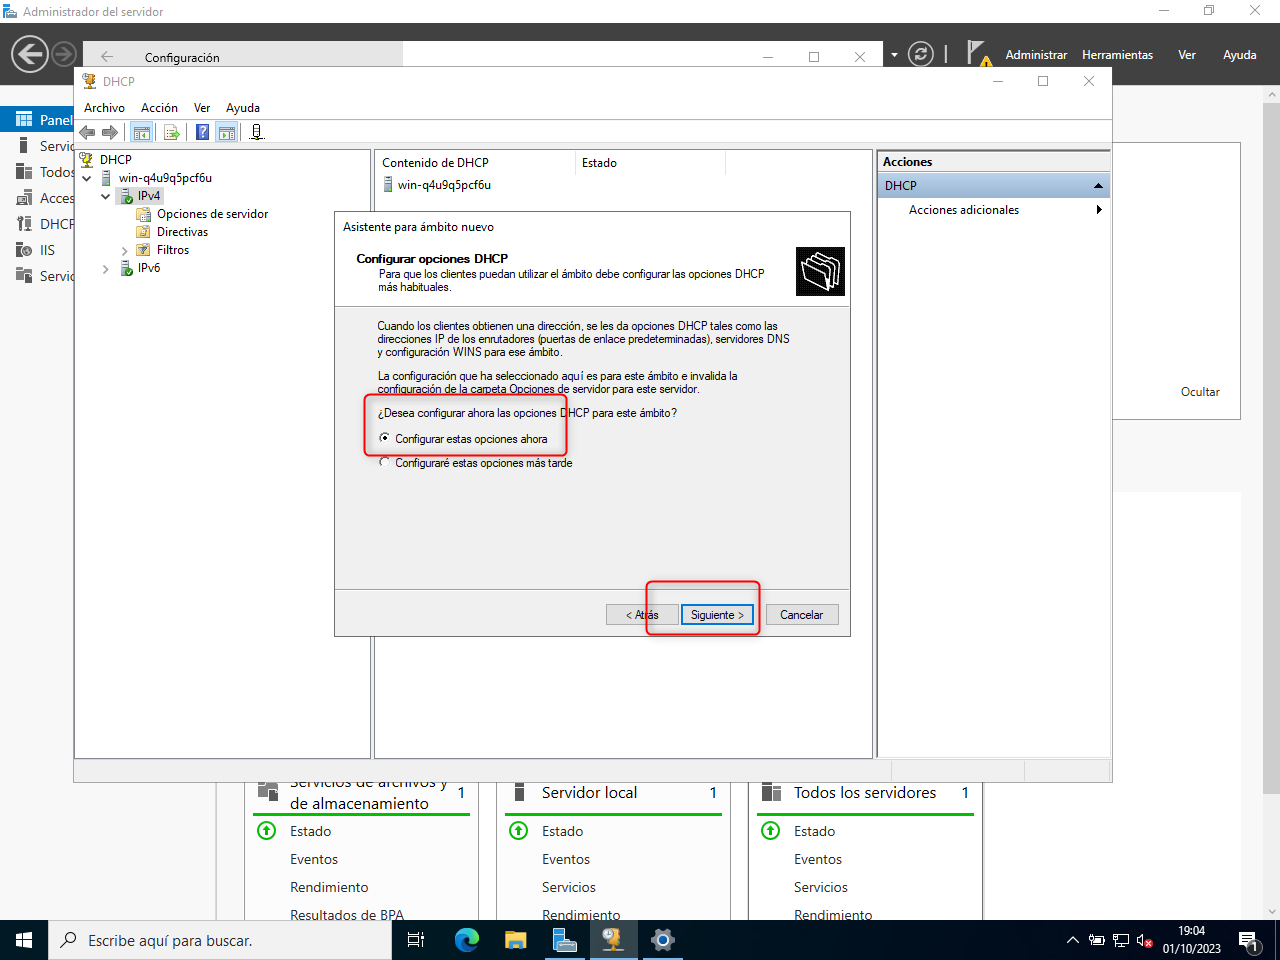 Administrador del servidor
Configuración
Administrar Herramientas Ver Ayuda
DHCP
Archivo Acción Ver Ayuda
Panel
Servic
Todos
Acces
DHCP
IIS
Servic
DHCP
win-q4u9q5pcf6u
IPv4
Opciones de servidor
Directivas
Filtros
IPv6
Contenido de DHCP Estado
win-q4u9q5pcf6u
Acciones
DHCP
Acciones adicionales
Asistente para ámbito nuevo
Configurar opciones DHCP
Para que los clientes puedan utilizar el ámbito debe configurar las opciones DHCP
más habituales.
Cuando los clientes obtienen una dirección, se les da opciones DHCP tales como las
direcciones IP de los enrutadores (puertas de enlace predeterminadas), servidores DNS
y configuración WINS para ese ámbito.
La configuración que ha seleccionado aquí es para este ámbito e invalida la
configuración de la carpeta Opciones de servidor para este servidor.
¿Desea configurar ahora las opciones DHCP para este ámbito?
Configurar estas opciones ahora
Configuraré estas opciones más tarde
< Atrás Siguiente > Cancelar
Ocultar
Servicios de archivos y
de almacenamiento 1
Estado
Eventos
Rendimiento
Resultados de BPA
Servidor local 1
Estado
Eventos
Servicios
Rendimiento
Todos los servidores 1
Estado
Eventos
Servicios
Rendimiento
Escribe aquí para buscar.
19:04
01/10/2023
1